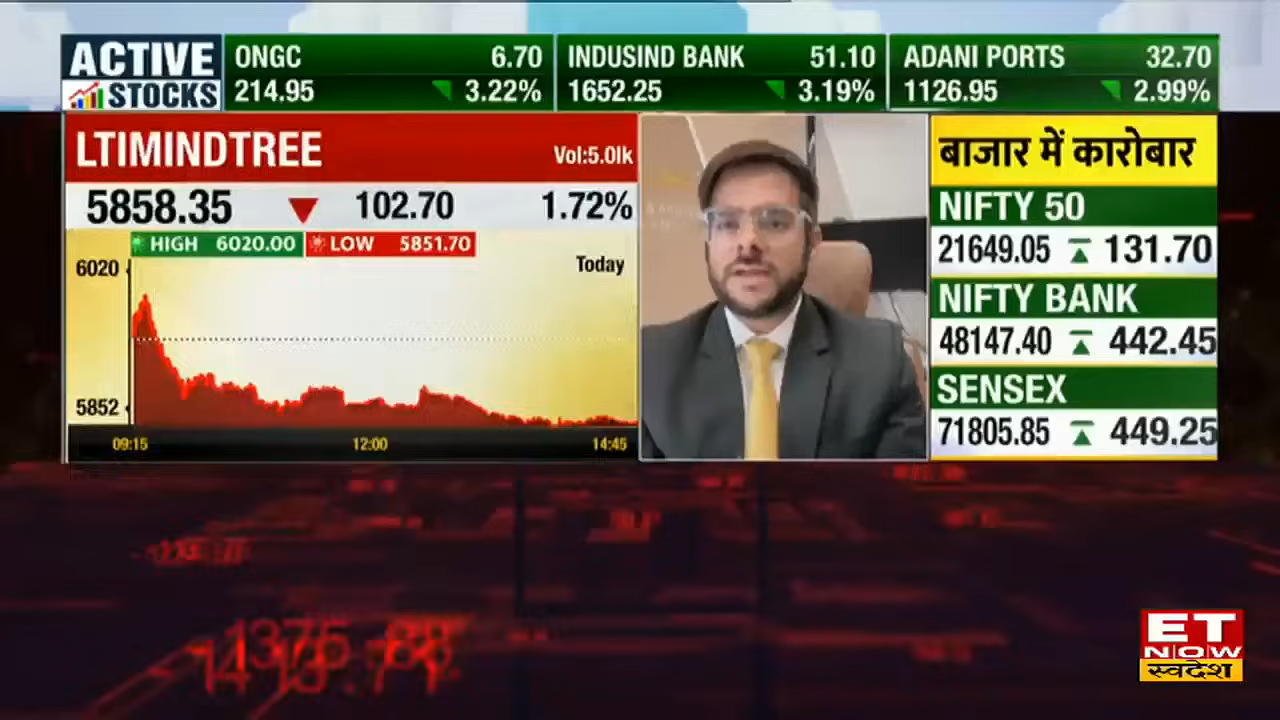 ACTIVE STOCKS
ONGC 6.70
214.95 3.22%
INDUSIND BANK 51.10
1652.25 3.19%
ADANI PORTS 32.70
1126.95 2.99%
LTIMINDTREE Vol:5.0lk
5858.35 102.70 1.72%
HIGH 6020.00 LOW 5851.70
Today
6020
5852
09:15 12:00 14:45
बाजार में कारोबार
NIFTY 50
21649.05 131.70
NIFTY BANK
48147.40 442.45
SENSEX
71805.85 449.25
ET
NOW
स्वदेश